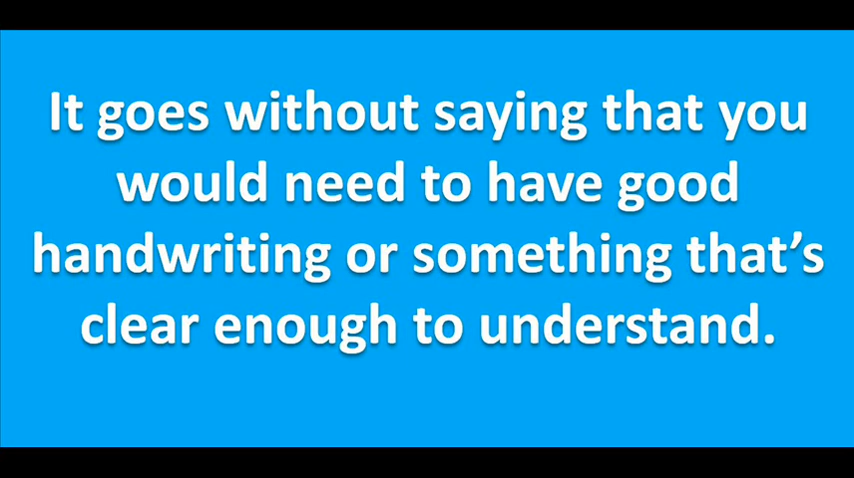 It goes without saying that you
would need to have good
handwriting or something that’s
clear enough to understand.